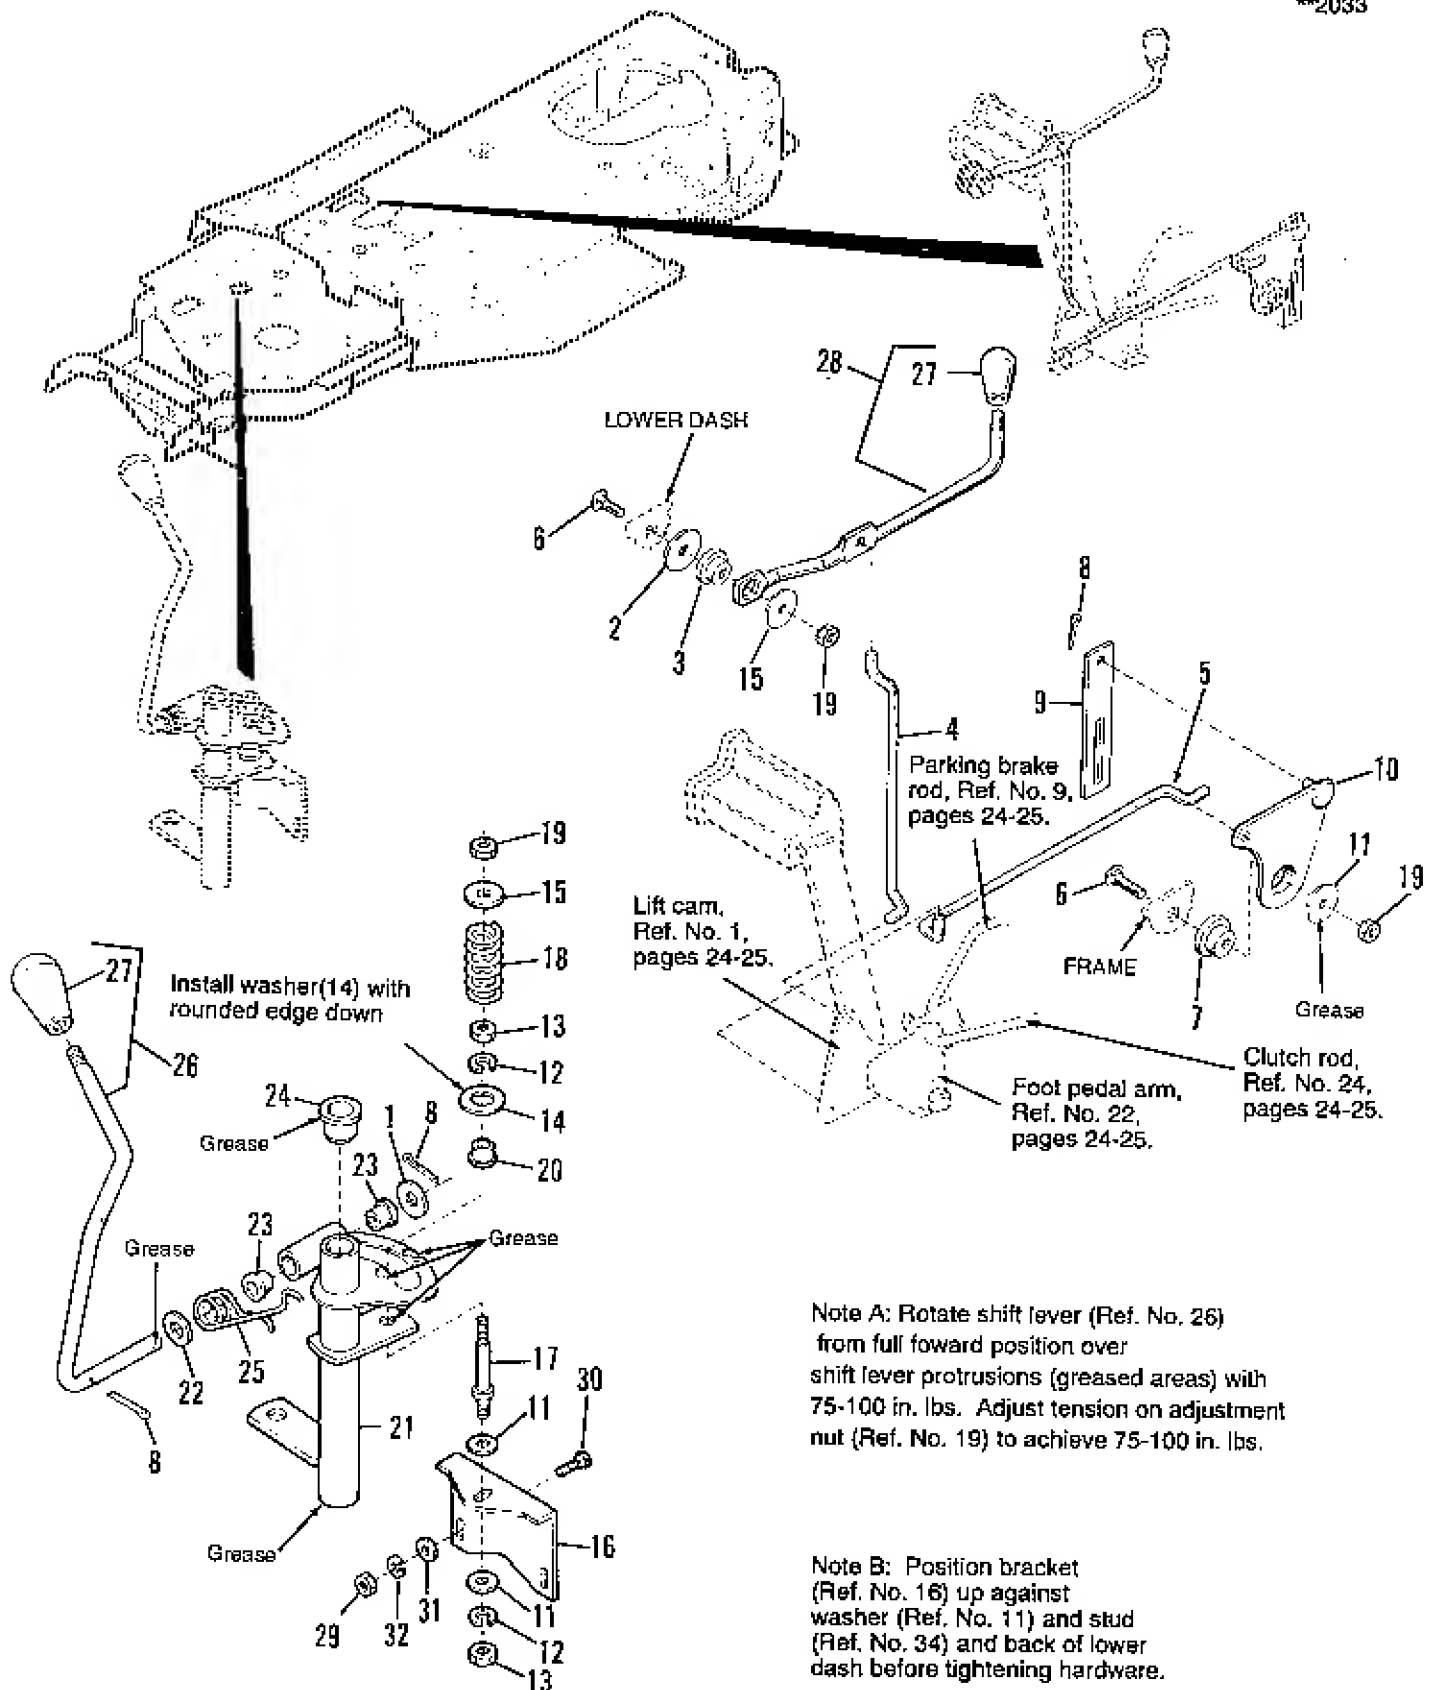 **2033
28
27
LOWER DASH
6
2
3
15
19
8
9
5
4
10
Parking brake
rod, Ref. No. 9,
pages 24-25.
11
19
6
FRAME
7
Grease
Lift cam,
Ref. No. 1,
pages 24-25.
Clutch rod,
Ref. No. 24,
pages 24-25.
Foot pedal arm,
Ref. No. 22,
pages 24-25.
19
15
18
13
12
14
20
27
Install washer(14) with
rounded edge down
26
24
Grease
1
8
23
23
Grease
Grease
25
22
8
21
Grease
17
30
11
16
29
32
31
11
12
13
Note A: Rotate shift lever (Ref. No. 26)
from full foward position over
shift lever protrusions (greased areas) with
75-100 in. lbs. Adjust tension on adjustment
nut (Ref. No. 19) to achieve 75-100 in. lbs.
Note B: Position bracket
(Ref. No. 16) up against
washer (Ref. No. 11) and stud
(Ref. No. 34) and back of lower
dash before tightening hardware.